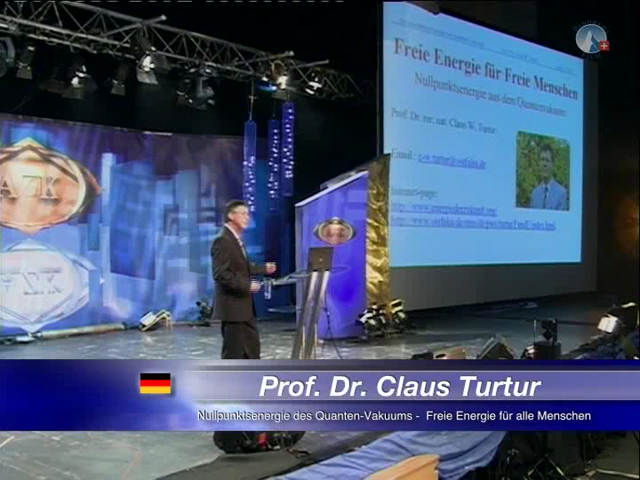 Freie Energie für Freie Menschen
Nullpunktsenergie aus dem Quantenvakuum
Prof. Dr. rer. nat. Claus W. Turtur
Email :
Internet-page:
AZK
Prof. Dr. Claus Turtur
Nullpunktsenergie des Quanten-Vakuums - Freie Energie für alle Menschen